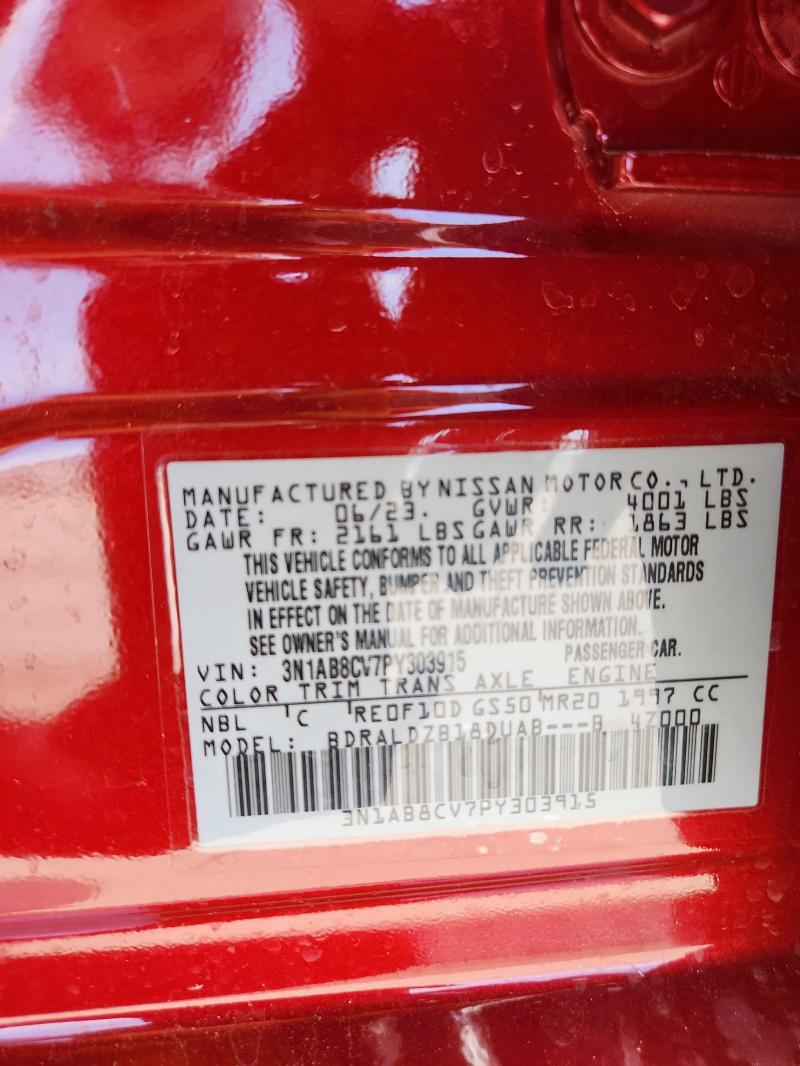 MANUFACTURED BY NISSAN MOTOR CO., LTD.
DATE: 06/23. GVWR: 4001 LBS
GAWR FR: 2161 LBS GAWR RR: 1863 LBS
THIS VEHICLE CONFORMS TO ALL APPLICABLE FEDERAL MOTOR
VEHICLE SAFETY, BUMPER AND THEFT PREVENTION STANDARDS
IN EFFECT ON THE DATE OF MANUFACTURE SHOWN ABOVE.
SEE OWNER'S MANUAL FOR ADDITIONAL INFORMATION.
VIN: 3N1AB8CV7PY303915 PASSENGER CAR.
COLOR TRIM TRANS AXLE ENGINE
NBL C RE0F10D GS50 MR20 1997 CC
MODEL: BDRALDZB18DUAB---B 4Z000
3N1AB8CV7PY303915